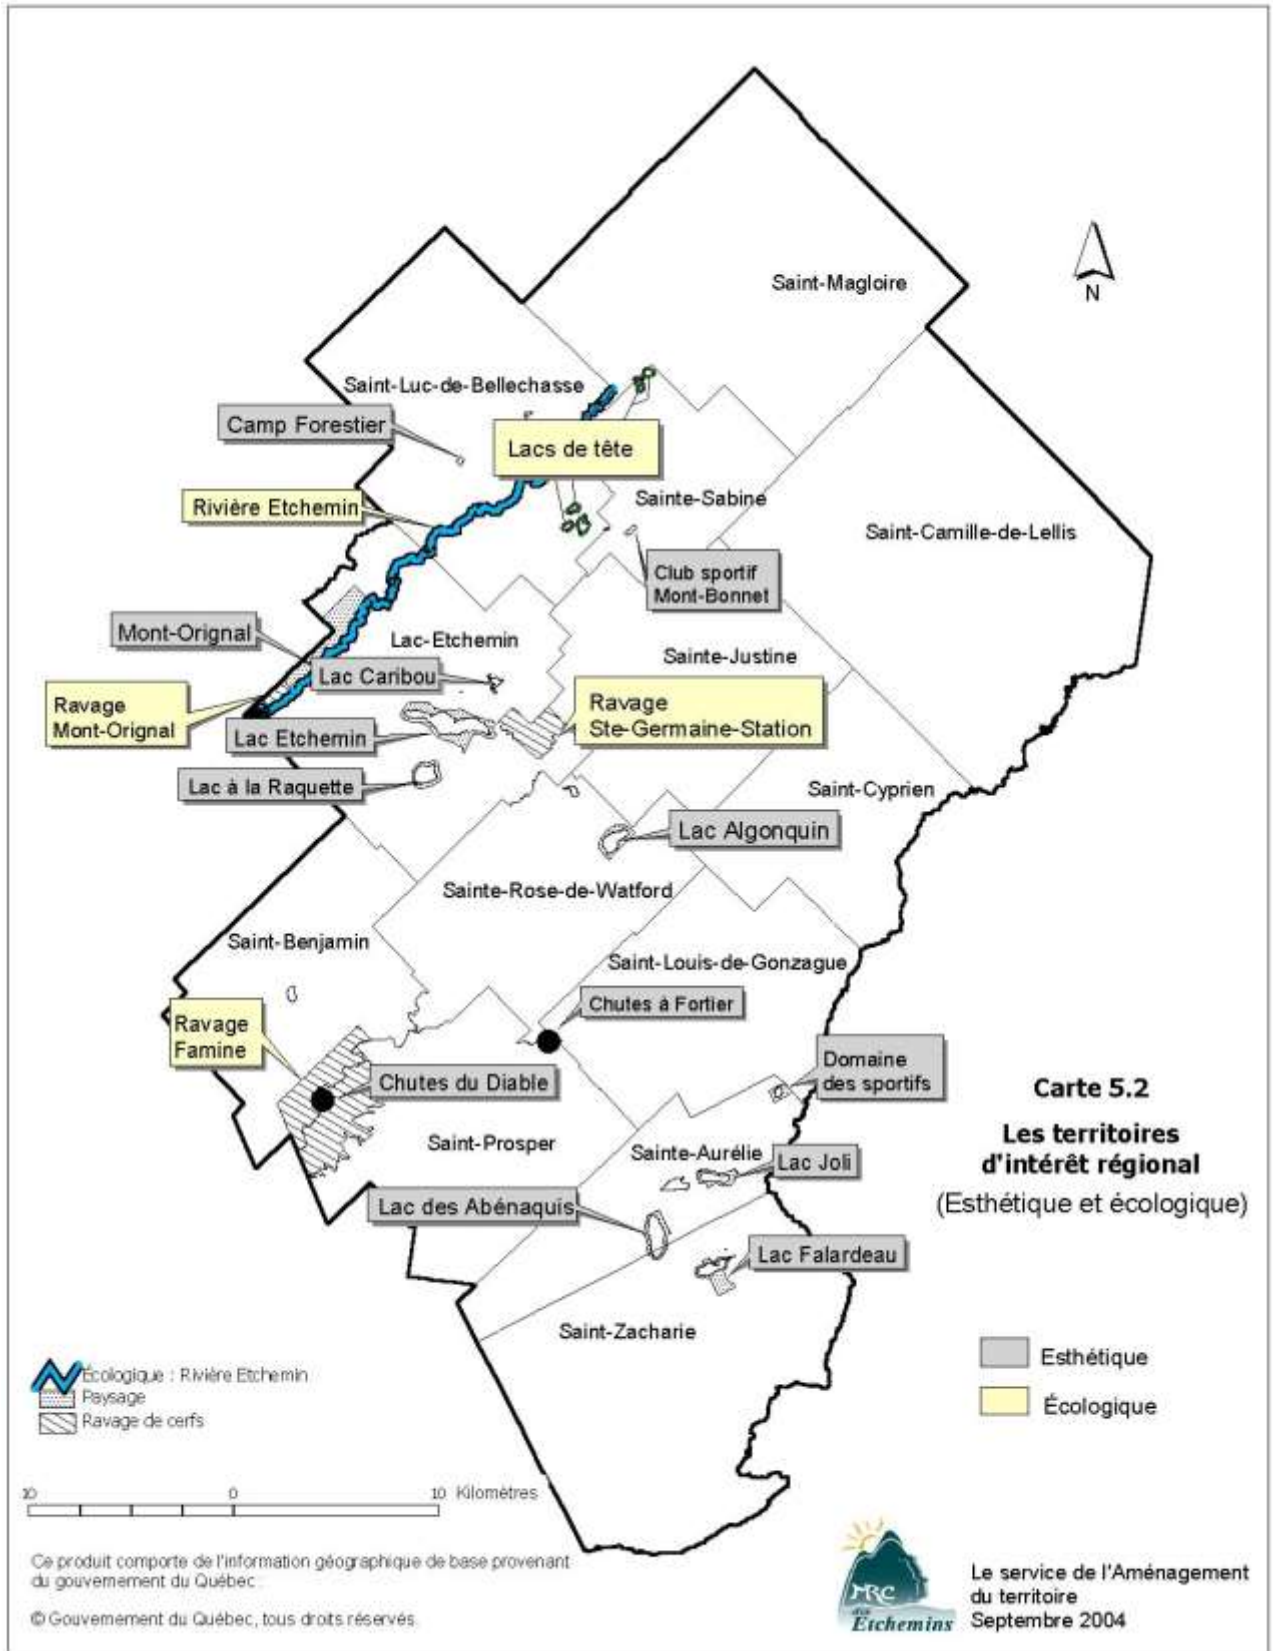 Saint-Magloire
N
Saint-Luc-de-Bellechasse
Camp Forestier
Lacs de tête
Rivière Etchemin
Sainte-Sabine
Saint-Camille-de-Lellis
Club sportif
Mont-Bonnet
Mont-Orignal
Lac-Etchemin
Sainte-Justine
Lac Caribou
Ravage
Mont-Orignal
Ravage
Ste-Germaine-Station
Lac Etchemin
Lac à la Raquette
Saint-Cyprien
Lac Algonquin
Sainte-Rose-de-Watford
Saint-Benjamin
Saint-Louis-de-Gonzague
Chutes à Fortier
Ravage
Famine
Chutes du Diable
Domaine
des sportifs
Carte 5.2
Les territoires
d'intérêt régional
(Esthétique et écologique)
Saint-Prosper
Sainte-Aurélie
Lac Joli
Lac des Abénaquis
Lac Falardeau
Saint-Zacharie
Esthétique
Écologique
Écologique : Rivière Etchemin
Paysage
Ravage de cerfs
10 0 10 Kilomètres
Ce produit comporte de l'information géographique de base provenant
du gouvernement du Québec.
© Gouvernement du Québec, tous droits réservés.
MRC
des
Etchemins
Le service de l'Aménagement
du territoire
Septembre 2004